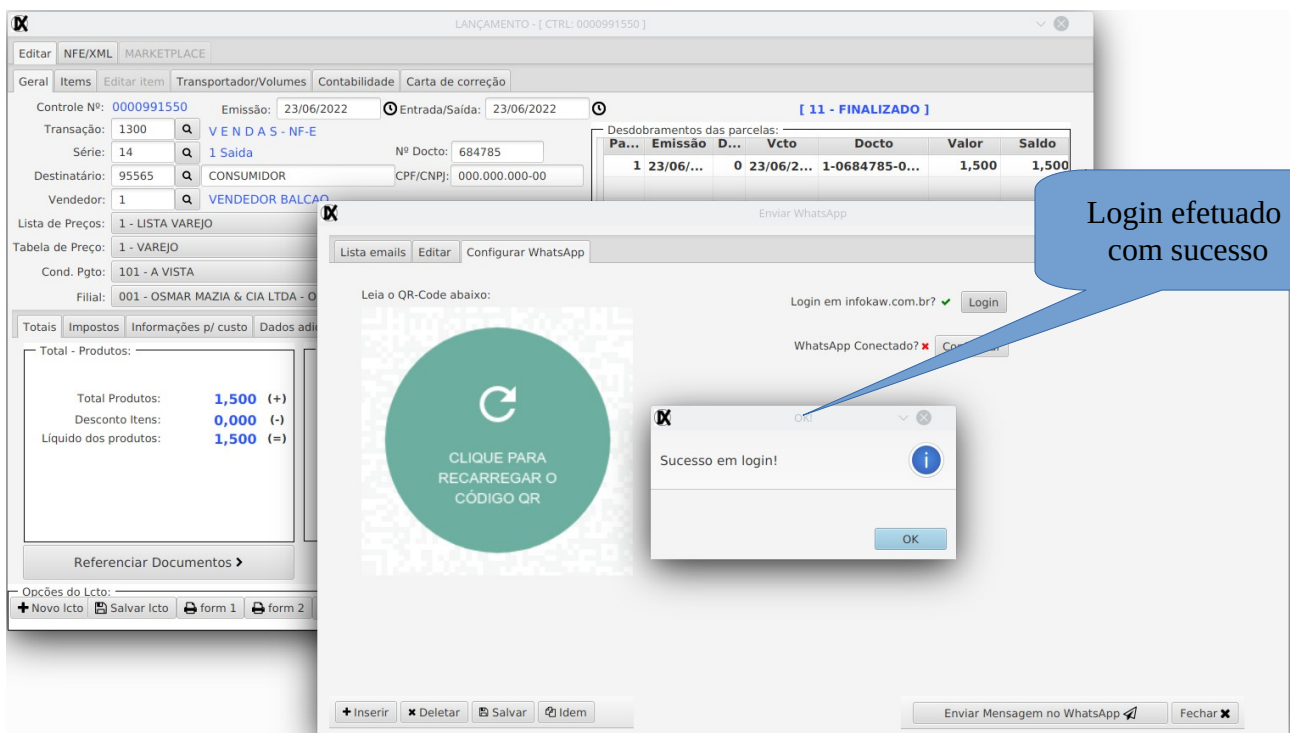 LANÇAMENTO - [ CTRL: 0000991550 ]
Editar NFE/XML MARKETPLACE
Geral Items Editar item Transportador/Volumes Contabilidade Carta de correção
Controle Nº: 0000991550 Emissão: 23/06/2022 Entrada/Saída: 23/06/2022 [ 11 - FINALIZADO ]
Transação: 1300 V E N D A S - NF-E
Desdobramentos das parcelas:
Pa... Emissão D... Vcto Docto Valor Saldo
1 23/06/... 0 23/06/2... 1-0684785-0... 1,500 1,500
Série: 14 1 Saida Nº Docto: 684785
Destinatário: 95565 CONSUMIDOR CPF/CNPJ: 000.000.000-00
Vendedor: 1 VENDEDOR BALCAO
Lista de Preços: 1 - LISTA VAREJO
Tabela de Preço: 1 - VAREJO
Cond. Pgto: 101 - A VISTA
Filial: 001 - OSMAR MAZIA & CIA LTDA - O
Totais Impostos Informações p/ custo Dados adi
Total - Produtos:
Total Produtos: 1,500 (+)
Desconto Itens: 0,000 (-)
Líquido dos produtos: 1,500 (=)
Referenciar Documentos
Opções do Lcto:
Novo lcto Salvar lcto form 1 form 2
Enviar WhatsApp
Lista emails Editar Configurar WhatsApp
Leia o QR-Code abaixo:
Login em infokaw.com.br? Login
WhatsApp Conectado?
CLIQUE PARA
RECARREGAR O
CÓDIGO QR
OK!
Sucesso em login!
OK
Inserir Deletar Salvar Idem
Enviar Mensagem no WhatsApp Fechar
Login efetuado
com sucesso